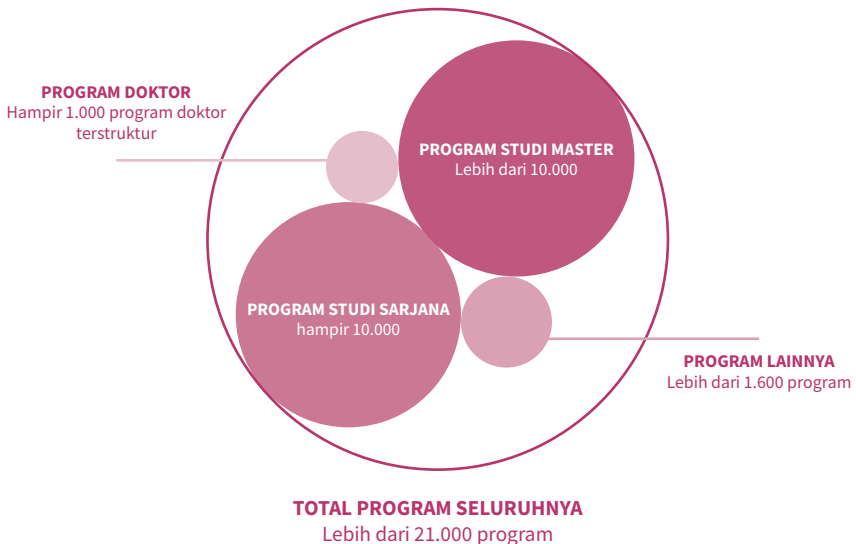 PROGRAM DOKTOR
Hampir 1.000 program doktor
terstruktur
PROGRAM STUDI MASTER
Lebih dari 10.000
PROGRAM STUDI SARJANA
hampir 10.000
PROGRAM LAINNYA
Lebih dari 1.600 program
TOTAL PROGRAM SELURUHNYA
Lebih dari 21.000 program